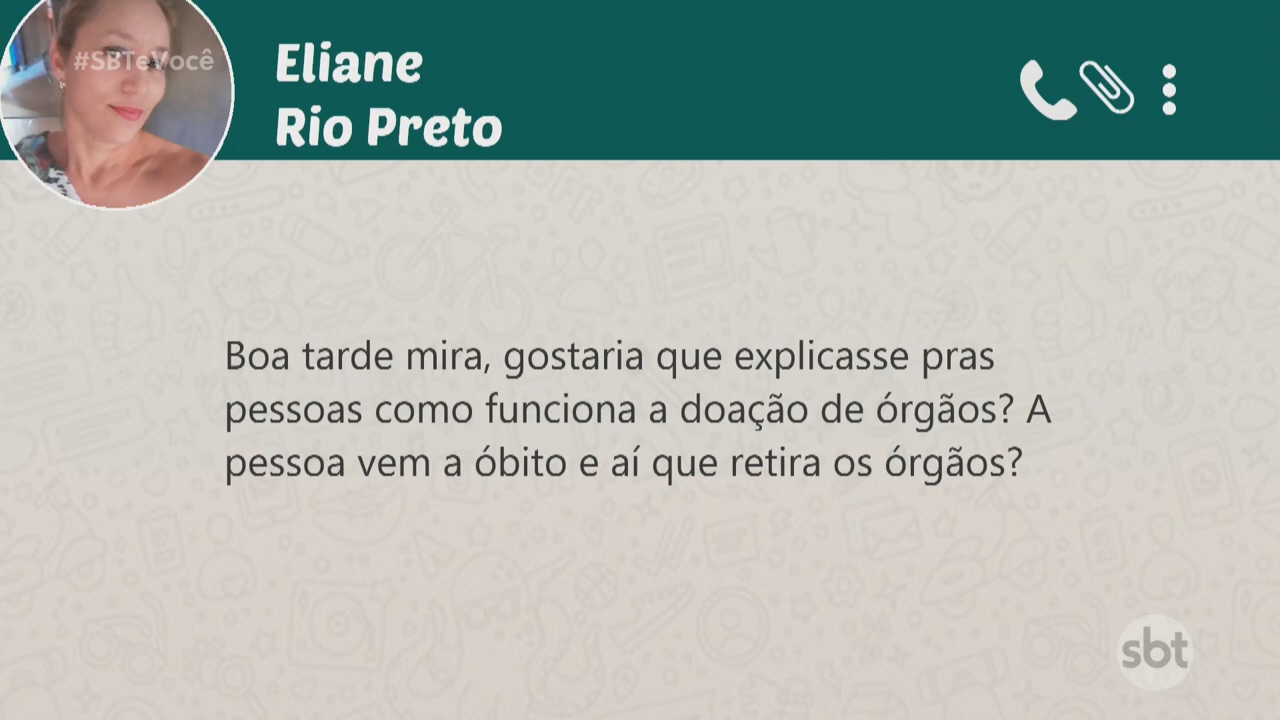 #SBTeVocê
Eliane
Rio Preto
Boa tarde mira, gostaria que explicasse pras
pessoas como funciona a doação de órgãos? A
pessoa vem a óbito e aí que retira os órgãos?
sbt